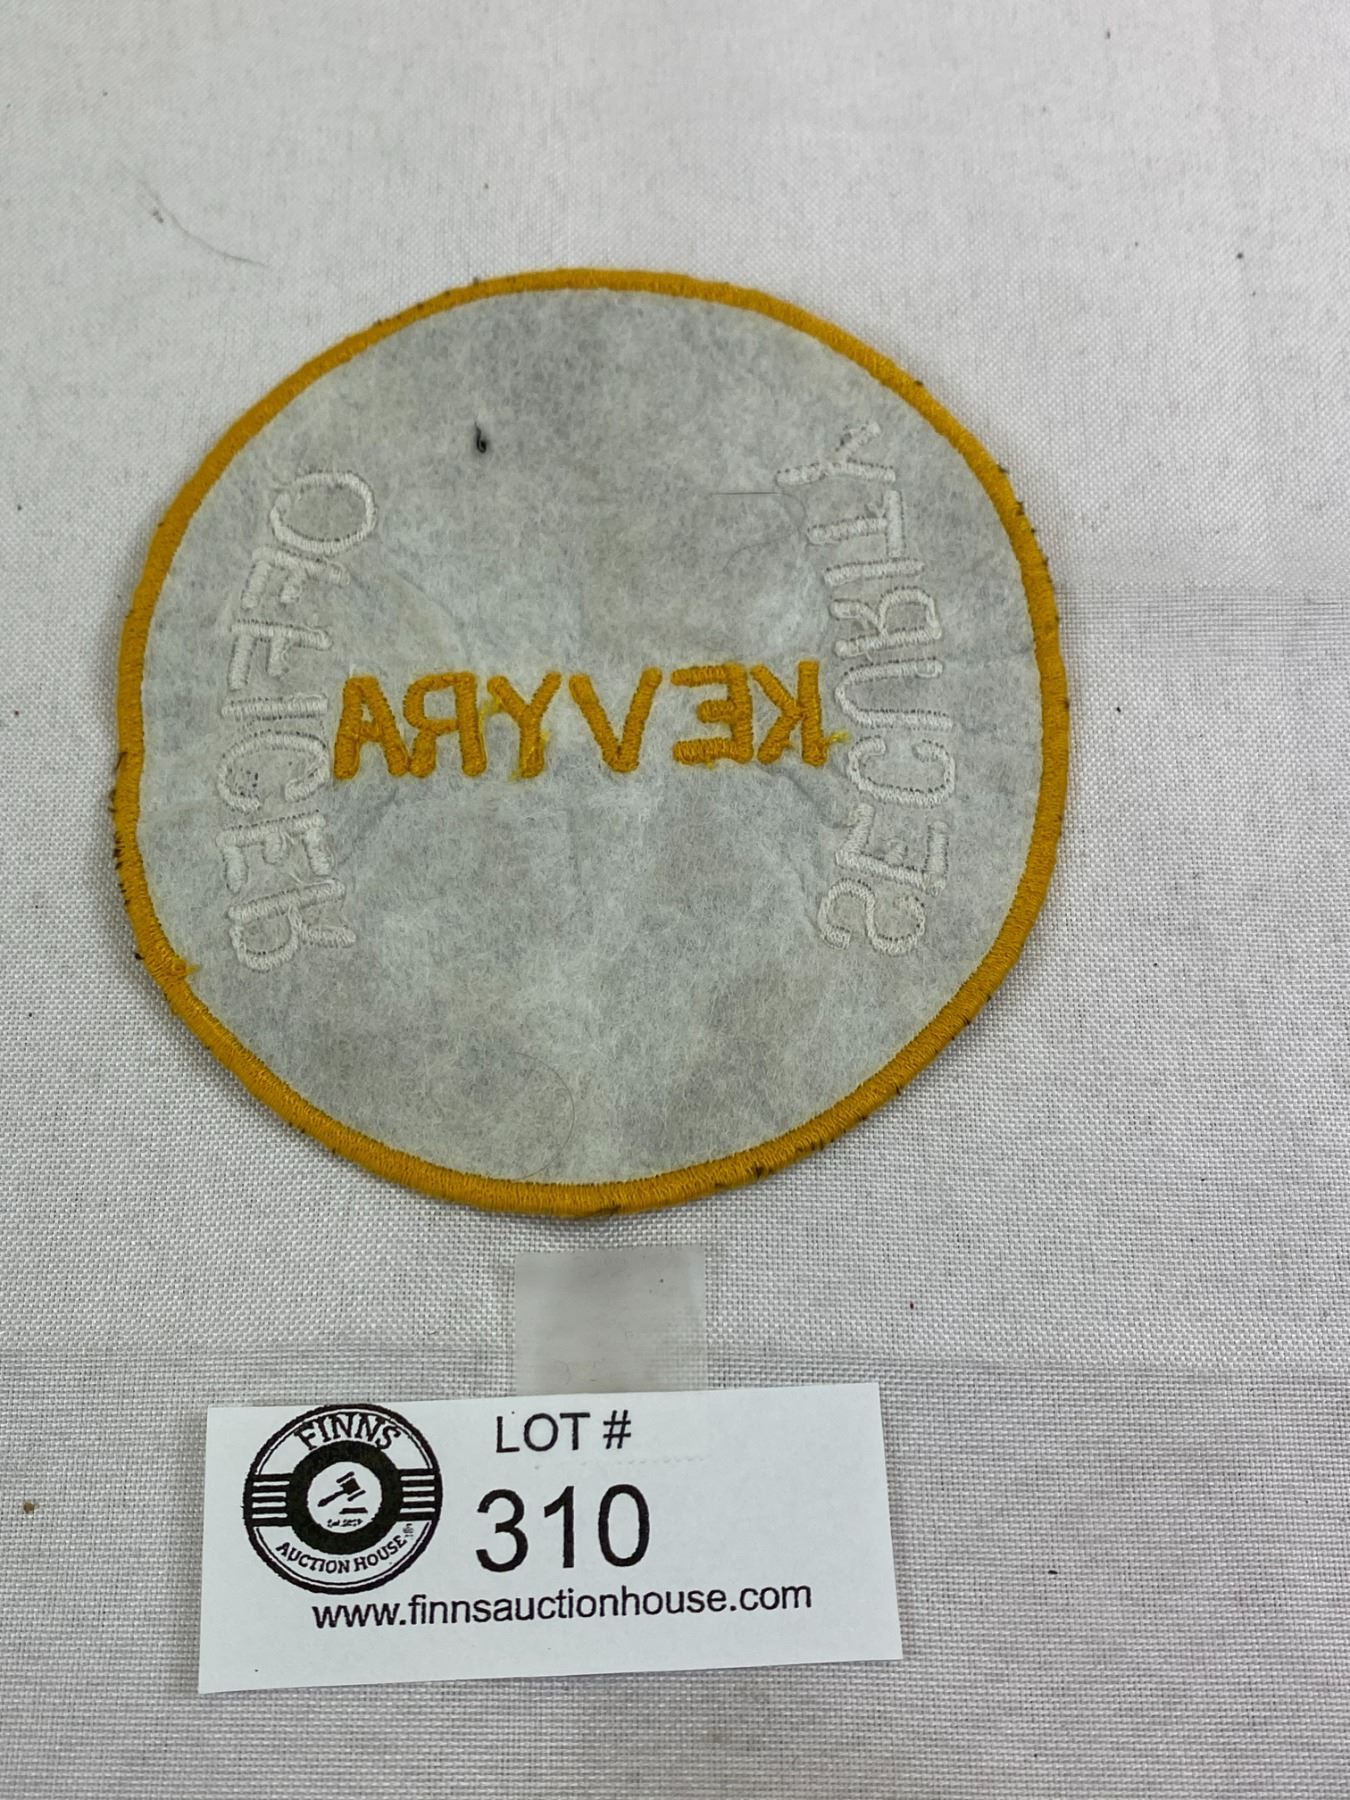 SECURITY
KEVYRA
OFFICER
FINNS
AUCTION HOUSE
LOT #
310
www.finnsauctionhouse.com